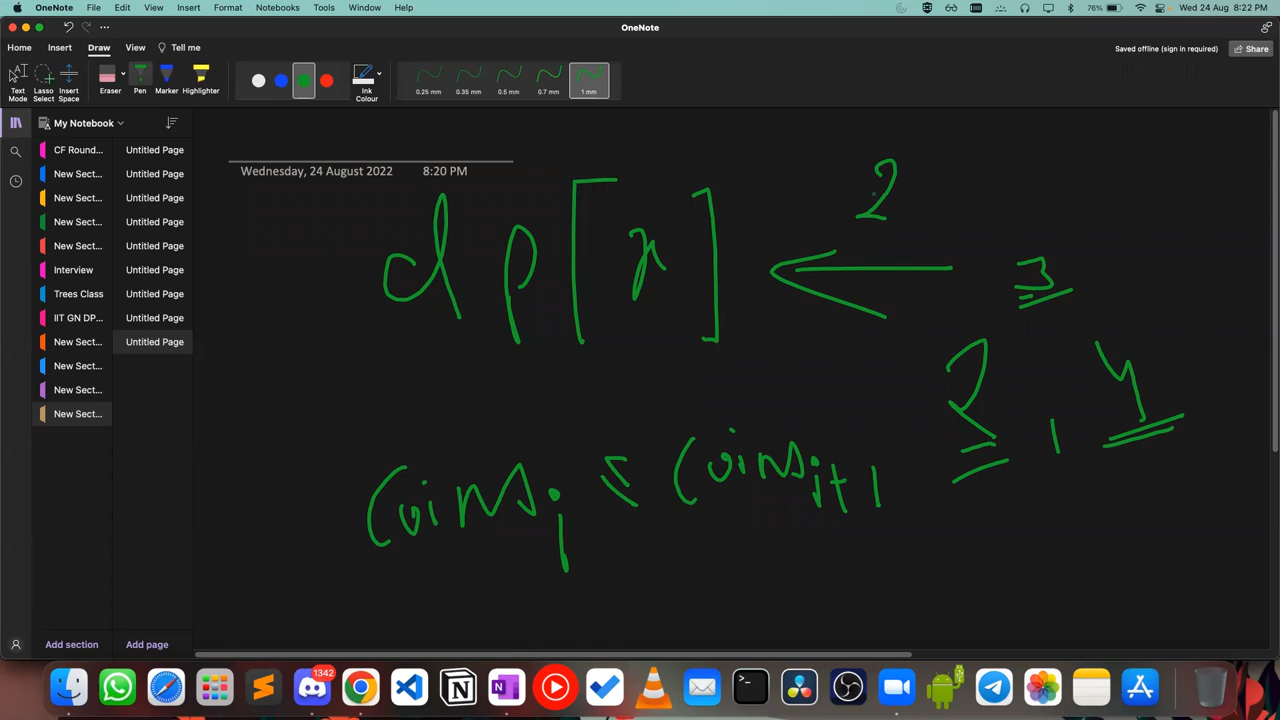 OneNote File Edit View Insert Format Notebooks Tools Window Help 76% Wed 24 Aug 8:22 PM
OneNote
Home Insert Draw View Tell me
Saved offline (sign in required) Share
Text Mode Lasso Select Insert Space Eraser Pen Marker Highlighter Ink Colour 0.25 mm 0.35 mm 0.5 mm 0.7 mm 1 mm
My Notebook
CF Round... Untitled Page
New Sect... Untitled Page
New Sect... Untitled Page
New Sect... Untitled Page
New Sect... Untitled Page
Interview Untitled Page
Trees Class Untitled Page
IIT GN DP... Untitled Page
New Sect... Untitled Page
New Sect...
New Sect...
New Sect...
Wednesday, 24 August 2022 8:20 PM
2
dp[x] ← 3
2, 4
Coins i ≤ Coins i+1
Add section Add page
1342